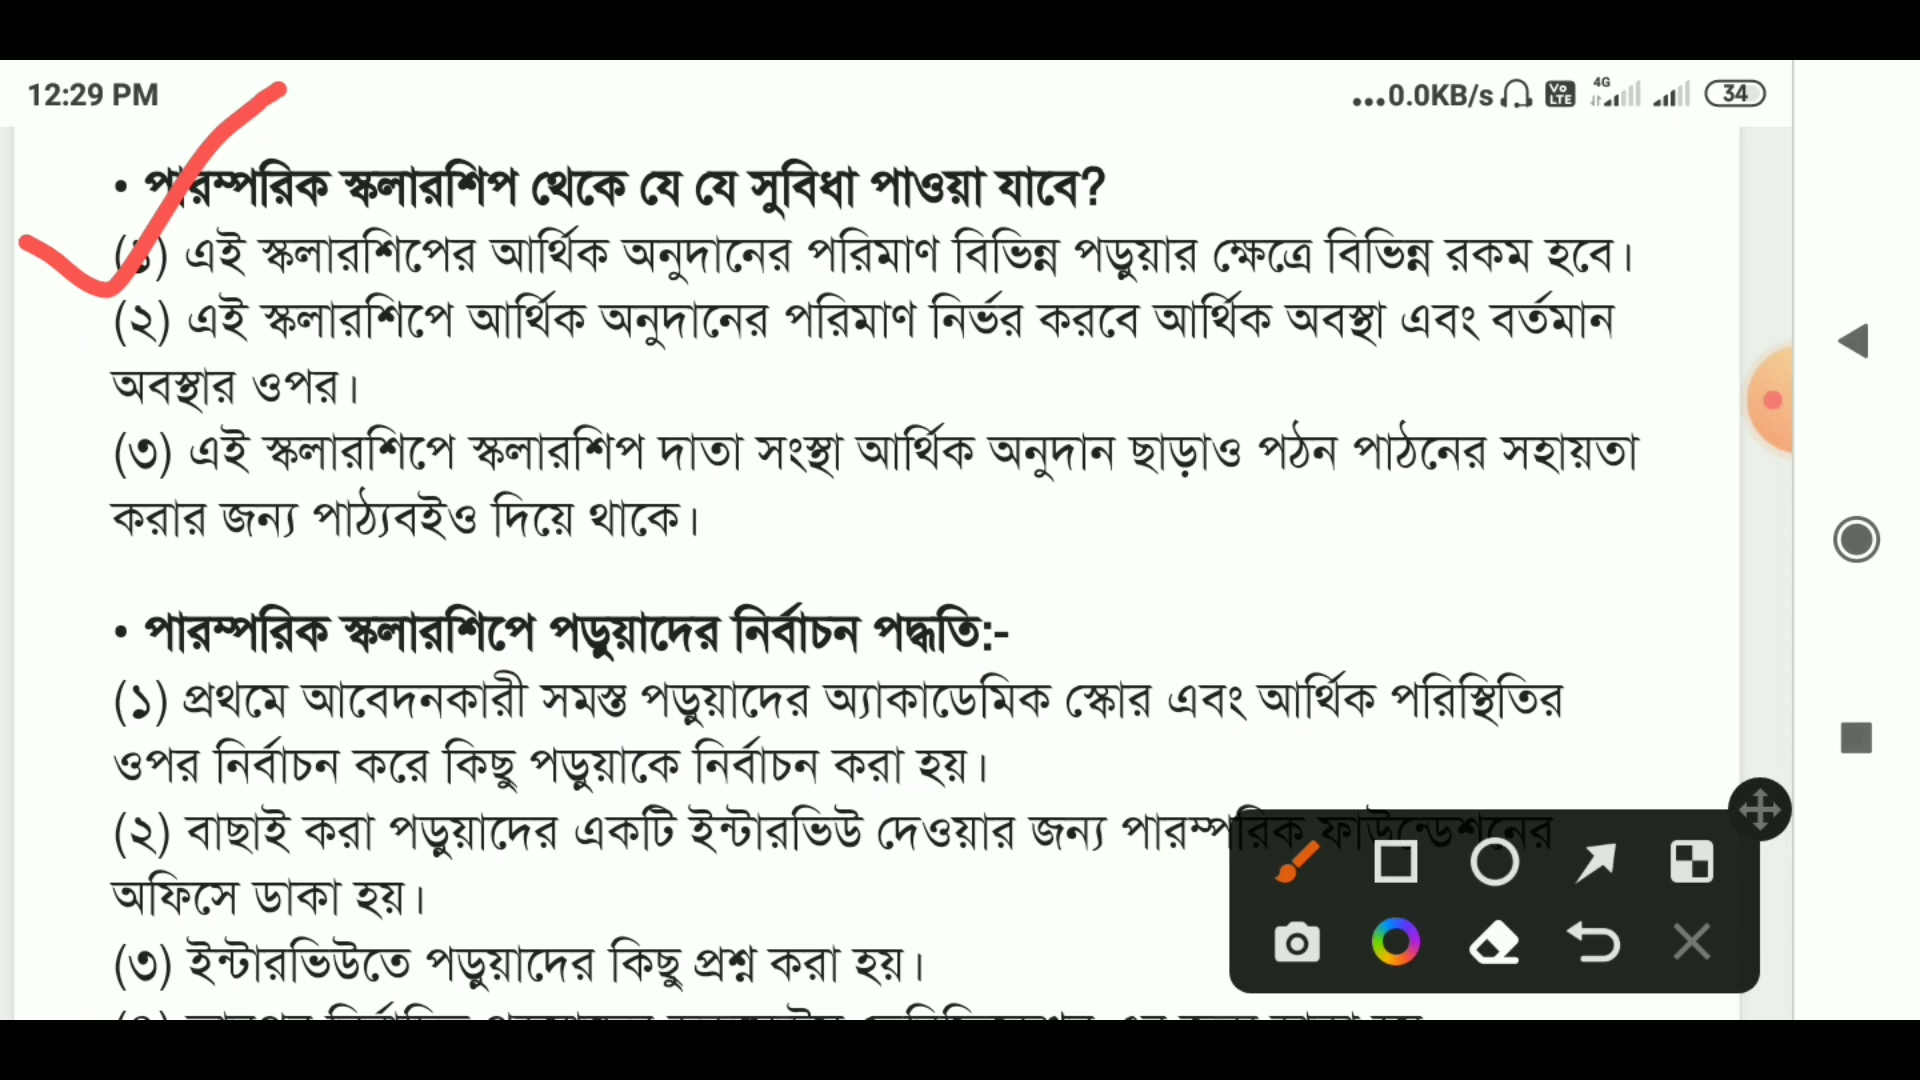 12:29 PM
...0.0KB/s Vo LTE 4G 34
• পারম্পরিক স্কলারশিপ থেকে যে যে সুবিধা পাওয়া যাবে?
(১) এই স্কলারশিপের আর্থিক অনুদানের পরিমাণ বিভিন্ন পড়ুয়ার ক্ষেত্রে বিভিন্ন রকম হবে।
(২) এই স্কলারশিপে আর্থিক অনুদানের পরিমাণ নির্ভর করবে আর্থিক অবস্থা এবং বর্তমান
অবস্থার ওপর।
(৩) এই স্কলারশিপে স্কলারশিপ দাতা সংস্থা আর্থিক অনুদান ছাড়াও পঠন পাঠনের সহায়তা
করার জন্য পাঠ্যবইও দিয়ে থাকে।
• পারম্পরিক স্কলারশিপে পড়ুয়াদের নির্বাচন পদ্ধতি:-
(১) প্রথমে আবেদনকারী সমস্ত পড়ুয়াদের অ্যাকাডেমিক স্কোর এবং আর্থিক পরিস্থিতির
ওপর নির্বাচন করে কিছু পড়ুয়াকে নির্বাচন করা হয়।
(২) বাছাই করা পড়ুয়াদের একটি ইন্টারভিউ দেওয়ার জন্য পারম্পরিক ফাউন্ডেশনের
অফিসে ডাকা হয়।
(৩) ইন্টারভিউতে পড়ুয়াদের কিছু প্রশ্ন করা হয়।